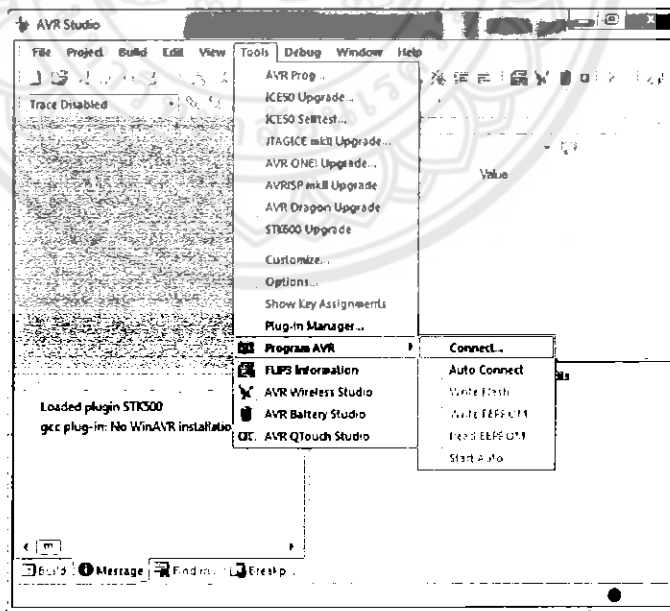 AVR Studio
File Project Build Edit View Tools Debug Window Help
Trace Disabled
Value
AVR Prog...
ICE50 Upgrade...
ICE50 Selftest...
JTAGICE mkII Upgrade...
AVR ONE! Upgrade...
AVRISP mkII Upgrade
AVR Dragon Upgrade
STK500 Upgrade
Customize...
Options...
Show Key Assignments
Plug-in Manager...
Program AVR
FLIP3 Information
AVR Wireless Studio
AVR Battery Studio
AVR QTouch Studio
Connect...
Auto Connect
Write Flash
Write EEPROM
Read EEPROM
Start Auto
Loaded plugin STK500
gcc plug-in: No WinAVR installatio
Build Message Find in... Breakp...